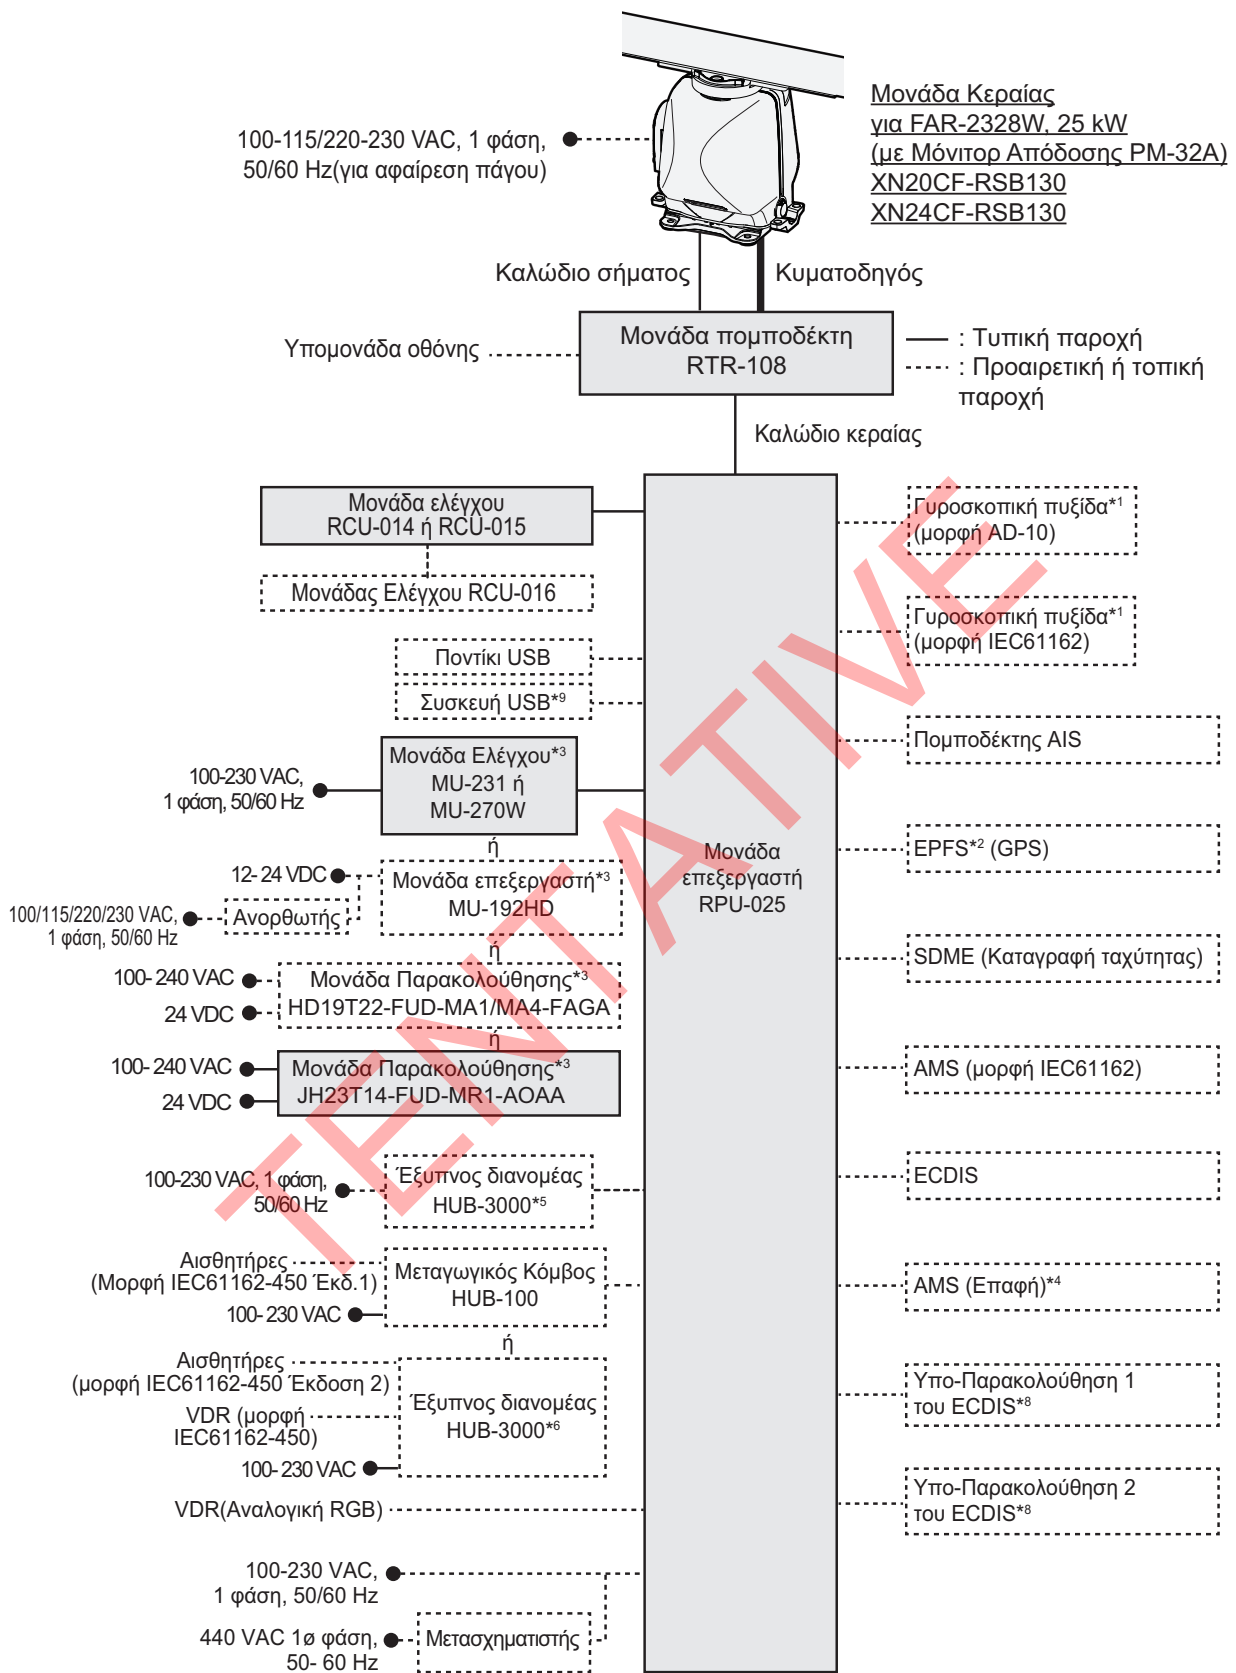 Μονάδα Κεραίας
για FAR-2328W, 25 kW
(με Μόνιτορ Απόδοσης PM-32A)
XN20CF-RSB130
XN24CF-RSB130
100-115/220-230 VAC, 1 φάση,
50/60 Hz(για αφαίρεση πάγου)
Καλώδιο σήματος
Κυματοδηγός
Υπομονάδα οθόνης
Μονάδα πομποδέκτη
RTR-108
: Τυπική παροχή
: Προαιρετική ή τοπική
παροχή
Καλώδιο κεραίας
Μονάδα ελέγχου
RCU-014 ή RCU-015
Μονάδας Ελέγχου RCU-016
Ποντίκι USB
Συσκευή USB*9
100-230 VAC,
1 φάση, 50/60 Hz
Μονάδα Ελέγχου*3
MU-231 ή
MU-270W
ή
12- 24 VDC
Μονάδα επεξεργαστή*3
MU-192HD
100/115/220/230 VAC,
1 φάση, 50/60 Hz
Ανορθωτής
ή
100- 240 VAC
24 VDC
Μονάδα Παρακολούθησης*3
HD19T22-FUD-MA1/MA4-FAGA
ή
100- 240 VAC
24 VDC
Μονάδα Παρακολούθησης*3
JH23T14-FUD-MR1-AOAA
100-230 VAC, 1 φάση,
50/60 Hz
Έξυπνος διανομέας
HUB-3000*5
Αισθητήρες
(Μορφή IEC61162-450 Έκδ.1)
100- 230 VAC
Μεταγωγικός Κόμβος
HUB-100
ή
Αισθητήρες
(μορφή IEC61162-450 Έκδοση 2)
VDR (μορφή
IEC61162-450)
100- 230 VAC
Έξυπνος διανομέας
HUB-3000*6
VDR(Αναλογική RGB)
100-230 VAC,
1 φάση, 50/60 Hz
440 VAC 1ø φάση,
50- 60 Hz
Μετασχηματιστής
Μονάδα
επεξεργαστή
RPU-025
Γυροσκοπική πυξίδα*1
(μορφή AD-10)
Γυροσκοπική πυξίδα*1
(μορφή IEC61162)
Πομποδέκτης AIS
EPFS*2 (GPS)
SDME (Καταγραφή ταχύτητας)
AMS (μορφή IEC61162)
ECDIS
AMS (Επαφή)*4
Υπο-Παρακολούθηση 1
του ECDIS*8
Υπο-Παρακολούθηση 2
του ECDIS*8
TENTATIVE